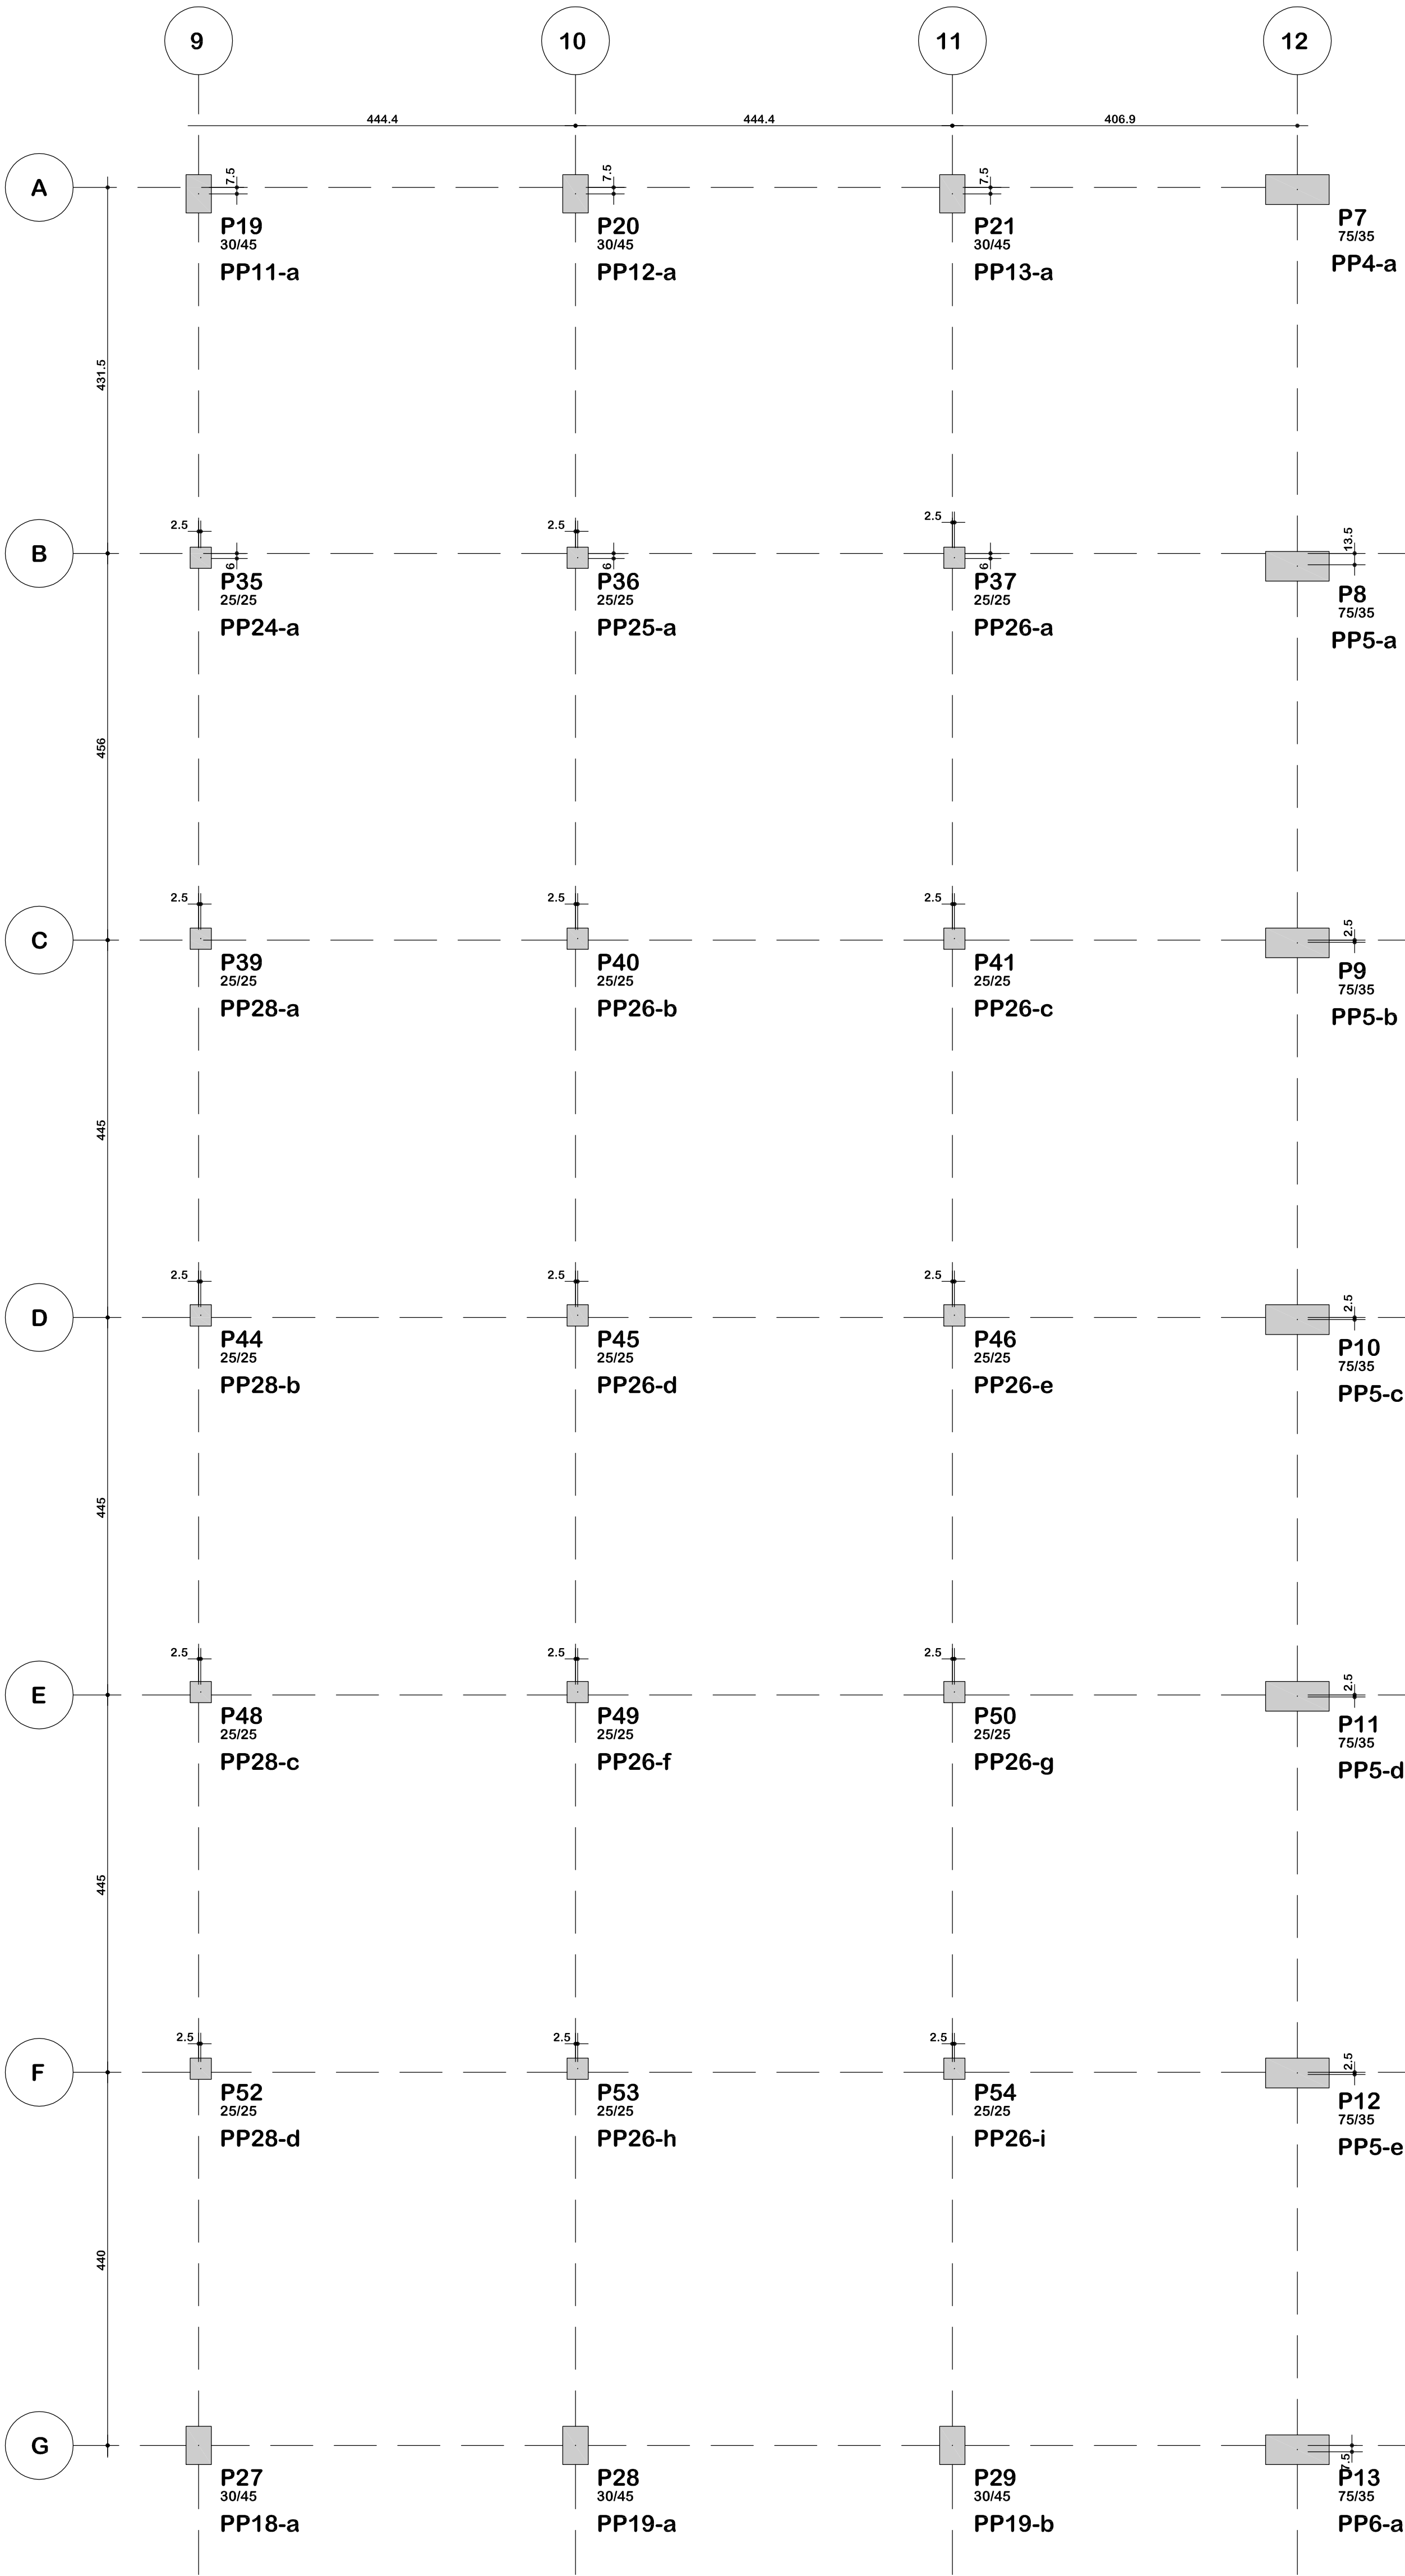 9
10
11
12
444.4
444.4
406.9
A
7.5
7.5
7.5
P19
30/45
PP11-a
P20
30/45
PP12-a
P21
30/45
PP13-a
P7
75/35
PP4-a
431.5
B
2.5
6
2.5
6
2.5
6
13.5
P35
25/25
PP24-a
P36
25/25
PP25-a
P37
25/25
PP26-a
P8
75/35
PP5-a
456
C
2.5
2.5
2.5
2.5
P39
25/25
PP28-a
P40
25/25
PP26-b
P41
25/25
PP26-c
P9
75/35
PP5-b
445
D
2.5
2.5
2.5
2.5
P44
25/25
PP28-b
P45
25/25
PP26-d
P46
25/25
PP26-e
P10
75/35
PP5-c
445
E
2.5
2.5
2.5
2.5
P48
25/25
PP28-c
P49
25/25
PP26-f
P50
25/25
PP26-g
P11
75/35
PP5-d
445
F
2.5
2.5
2.5
2.5
P52
25/25
PP28-d
P53
25/25
PP26-h
P54
25/25
PP26-i
P12
75/35
PP5-e
440
G
7.5
P27
30/45
PP18-a
P28
30/45
PP19-a
P29
30/45
PP19-b
P13
75/35
PP6-a